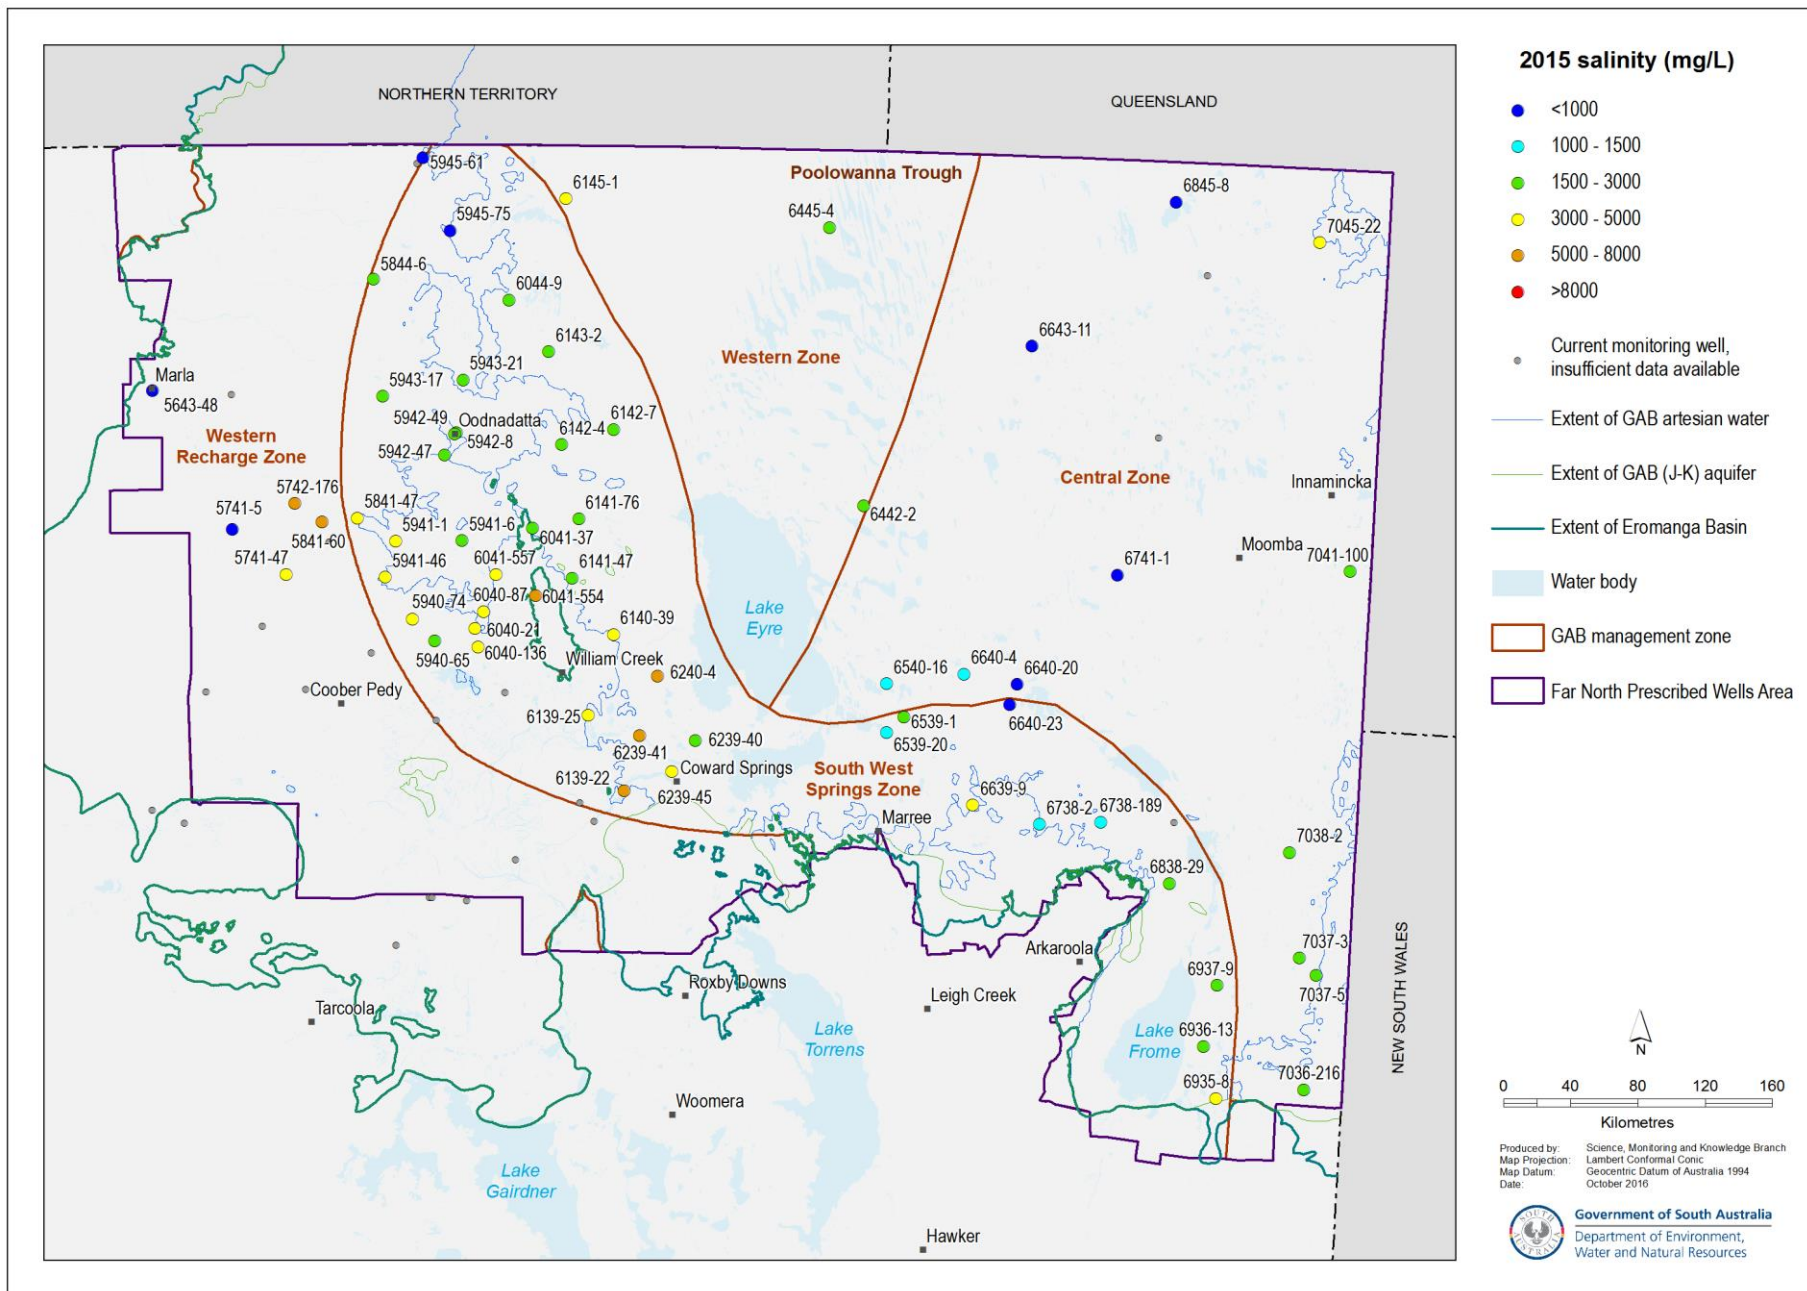 NORTHERN TERRITORY
QUEENSLAND
5945-61
6145-1
Poolowanna Trough
6845-8
5945-75
6445-4
7045-22
5844-6
6044-9
6143-2
6643-11
Western Zone
Marla
5943-21
5943-17
5643-48
5942-49
Oodnadatta
6142-7
6142-4
5942-8
Western
Recharge Zone
5942-47
Central Zone
Innamincka
5742-176
5741-5
5841-47
6141-76
6442-2
5841-60
5941-1
5941-6
6041-37
5741-47
5941-46
6041-557
6141-47
Moomba
7041-100
6741-1
5940-74
6040-87
6041-554
Lake
Eyre
6140-39
6040-21
5940-65
6040-136
William Creek
6240-4
6540-16
6640-4
6640-20
Coober Pedy
6139-25
6539-1
6640-23
6239-41
6239-40
6539-20
6139-22
Coward Springs
South West
Springs Zone
6239-45
6639-9
6738-2
6738-189
Marree
7038-2
6838-29
Arkaroola
7037-3
6937-9
7037-5
Roxby Downs
Leigh Creek
Tarcoola
Lake
Torrens
Lake
Frome
6936-13
6935-8
7036-216
NEW SOUTH WALES
Woomera
Lake
Gairdner
Hawker
2015 salinity (mg/L)
<1000
1000 - 1500
1500 - 3000
3000 - 5000
5000 - 8000
>8000
Current monitoring well,
insufficient data available
Extent of GAB artesian water
Extent of GAB (J-K) aquifer
Extent of Eromanga Basin
Water body
GAB management zone
Far North Prescribed Wells Area
N
0 40 80 120 160
Kilometres
Produced by: Science, Monitoring and Knowledge Branch
Map Projection: Lambert Conformal Conic
Map Datum: Geocentric Datum of Australia 1994
Date: October 2016
SOUTH AUSTRALIA
Government of South Australia
Department of Environment,
Water and Natural Resources